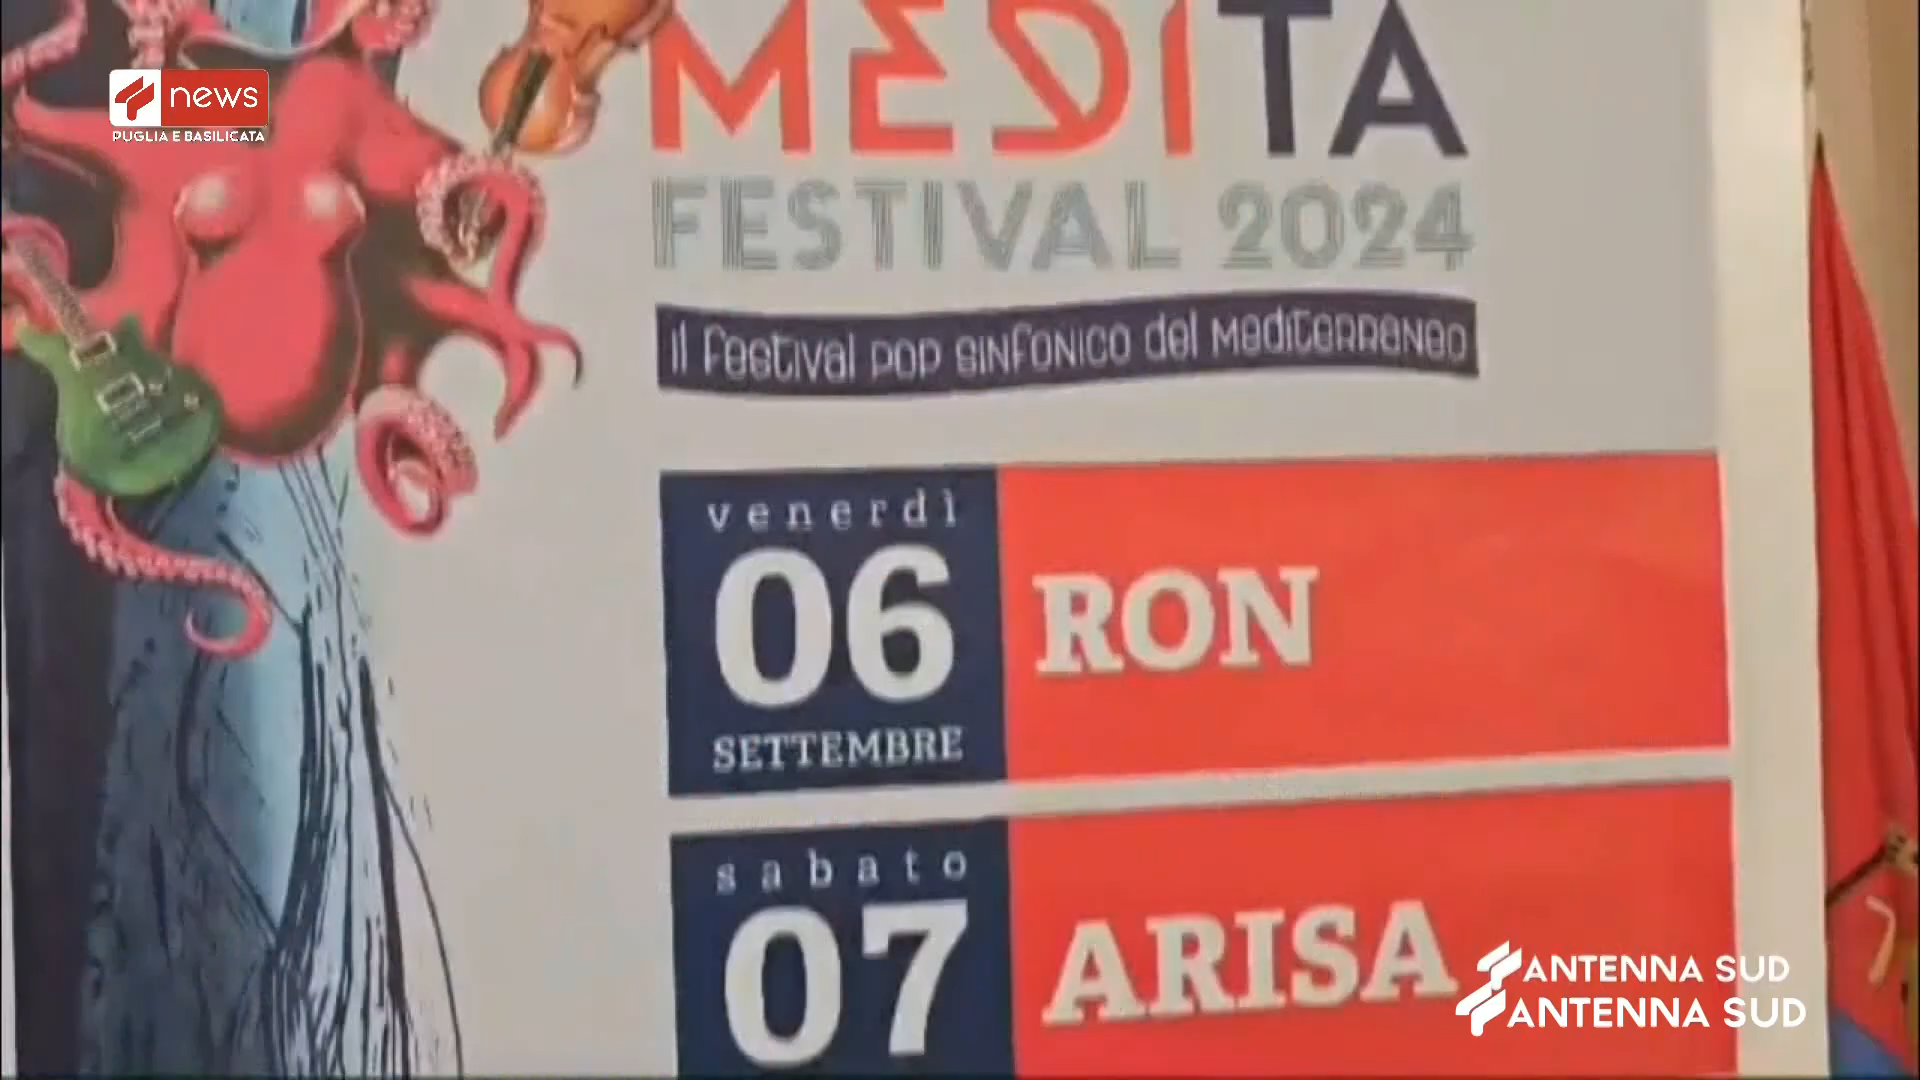 news
PUGLIA E BASILICATA
MEDITA
FESTIVAL 2024
il festival pop sinfonico del mediterraneo
venerdì
06
SETTEMBRE
RON
sabato
07
ARISA
ANTENNA SUD
ANTENNA SUD